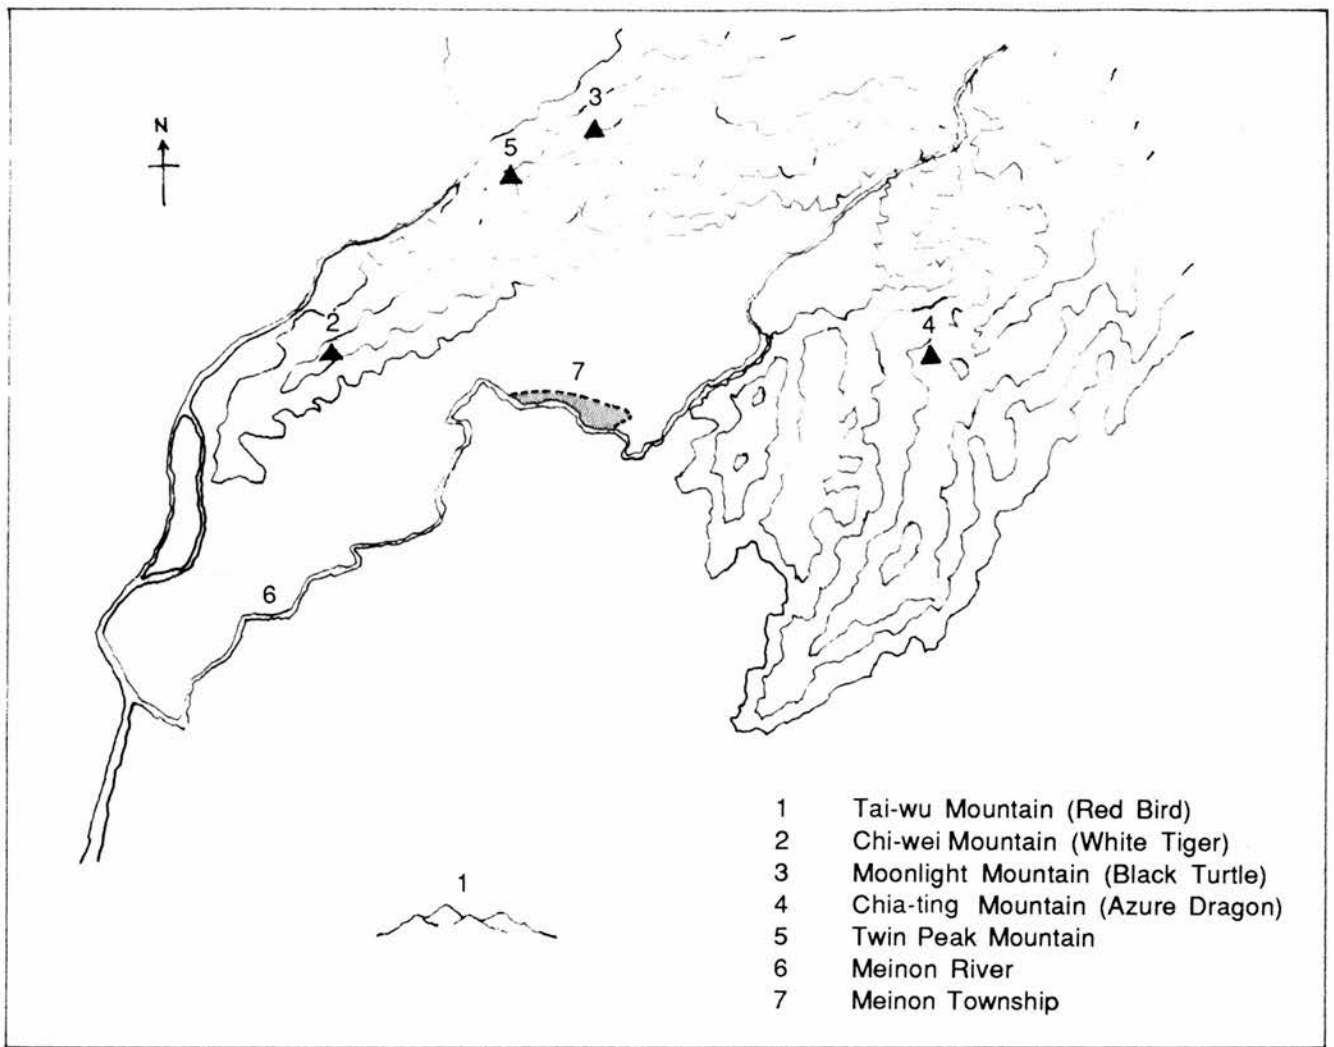 N
3
5
2
4
7
6
1
1 Tai-wu Mountain (Red Bird)
2 Chi-wei Mountain (White Tiger)
3 Moonlight Mountain (Black Turtle)
4 Chia-ting Mountain (Azure Dragon)
5 Twin Peak Mountain
6 Meinon River
7 Meinon Township